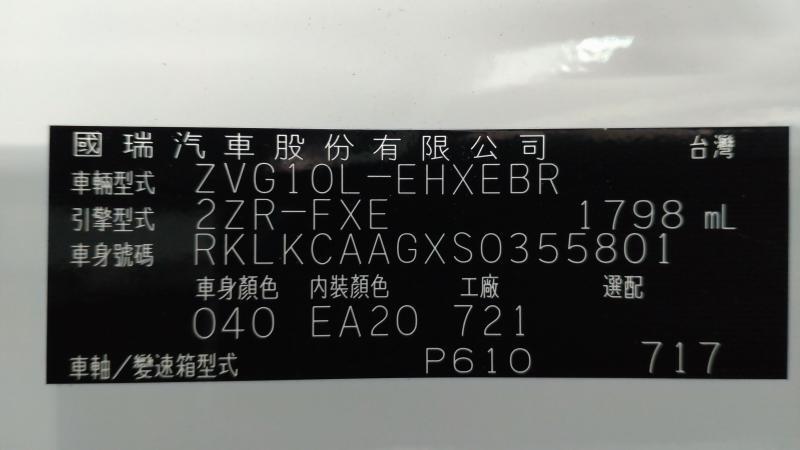 國瑞汽車股份有限公司 台灣
車輛型式 ZVG10L-EHXEBR
引擎型式 2ZR-FXE 1798 mL
車身號碼 RKLKCAAGXS0355801
車身顏色 內裝顏色 工廠 選配
040 EA20 721
車軸/變速箱型式 P610 717